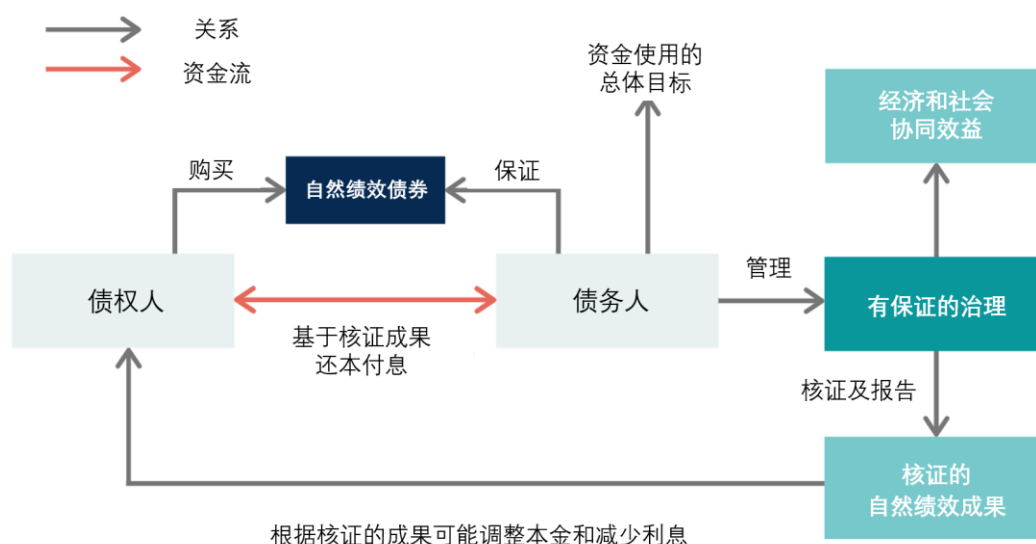 关系
资金流
资金使用的
总体目标
经济和社会
协同效益
购买
自然绩效债券
保证
债权人
基于核证成果
还本付息
债务人
管理
有保证的治理
核证及报告
核证的
自然绩效成果
根据核证的成果可能调整本金和减少利息